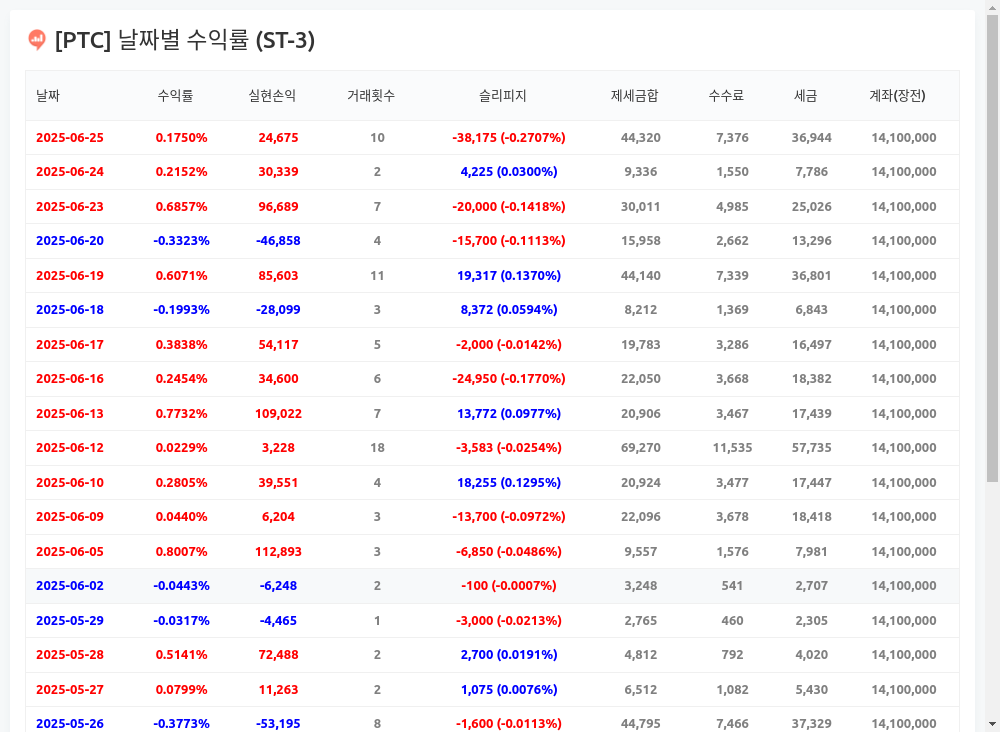 [PTC] 날짜별 수익률 (ST-3)
날짜 수익률 실현손익 거래횟수 슬리피지 제세금합 수수료 세금 계좌(장전)
2025-06-25 0.1750% 24,675 10 -38,175 (-0.2707%) 44,320 7,376 36,944 14,100,000
2025-06-24 0.2152% 30,339 2 4,225 (0.0300%) 9,336 1,550 7,786 14,100,000
2025-06-23 0.6857% 96,689 7 -20,000 (-0.1418%) 30,011 4,985 25,026 14,100,000
2025-06-20 -0.3323% -46,858 4 -15,700 (-0.1113%) 15,958 2,662 13,296 14,100,000
2025-06-19 0.6071% 85,603 11 19,317 (0.1370%) 44,140 7,339 36,801 14,100,000
2025-06-18 -0.1993% -28,099 3 8,372 (0.0594%) 8,212 1,369 6,843 14,100,000
2025-06-17 0.3838% 54,117 5 -2,000 (-0.0142%) 19,783 3,286 16,497 14,100,000
2025-06-16 0.2454% 34,600 6 -24,950 (-0.1770%) 22,050 3,668 18,382 14,100,000
2025-06-13 0.7732% 109,022 7 13,772 (0.0977%) 20,906 3,467 17,439 14,100,000
2025-06-12 0.0229% 3,228 18 -3,583 (-0.0254%) 69,270 11,535 57,735 14,100,000
2025-06-10 0.2805% 39,551 4 18,255 (0.1295%) 20,924 3,477 17,447 14,100,000
2025-06-09 0.0440% 6,204 3 -13,700 (-0.0972%) 22,096 3,678 18,418 14,100,000
2025-06-05 0.8007% 112,893 3 -6,850 (-0.0486%) 9,557 1,576 7,981 14,100,000
2025-06-02 -0.0443% -6,248 2 -100 (-0.0007%) 3,248 541 2,707 14,100,000
2025-05-29 -0.0317% -4,465 1 -3,000 (-0.0213%) 2,765 460 2,305 14,100,000
2025-05-28 0.5141% 72,488 2 2,700 (0.0191%) 4,812 792 4,020 14,100,000
2025-05-27 0.0799% 11,263 2 1,075 (0.0076%) 6,512 1,082 5,430 14,100,000
2025-05-26 -0.3773% -53,195 8 -1,600 (-0.0113%) 44,795 7,466 37,329 14,100,000